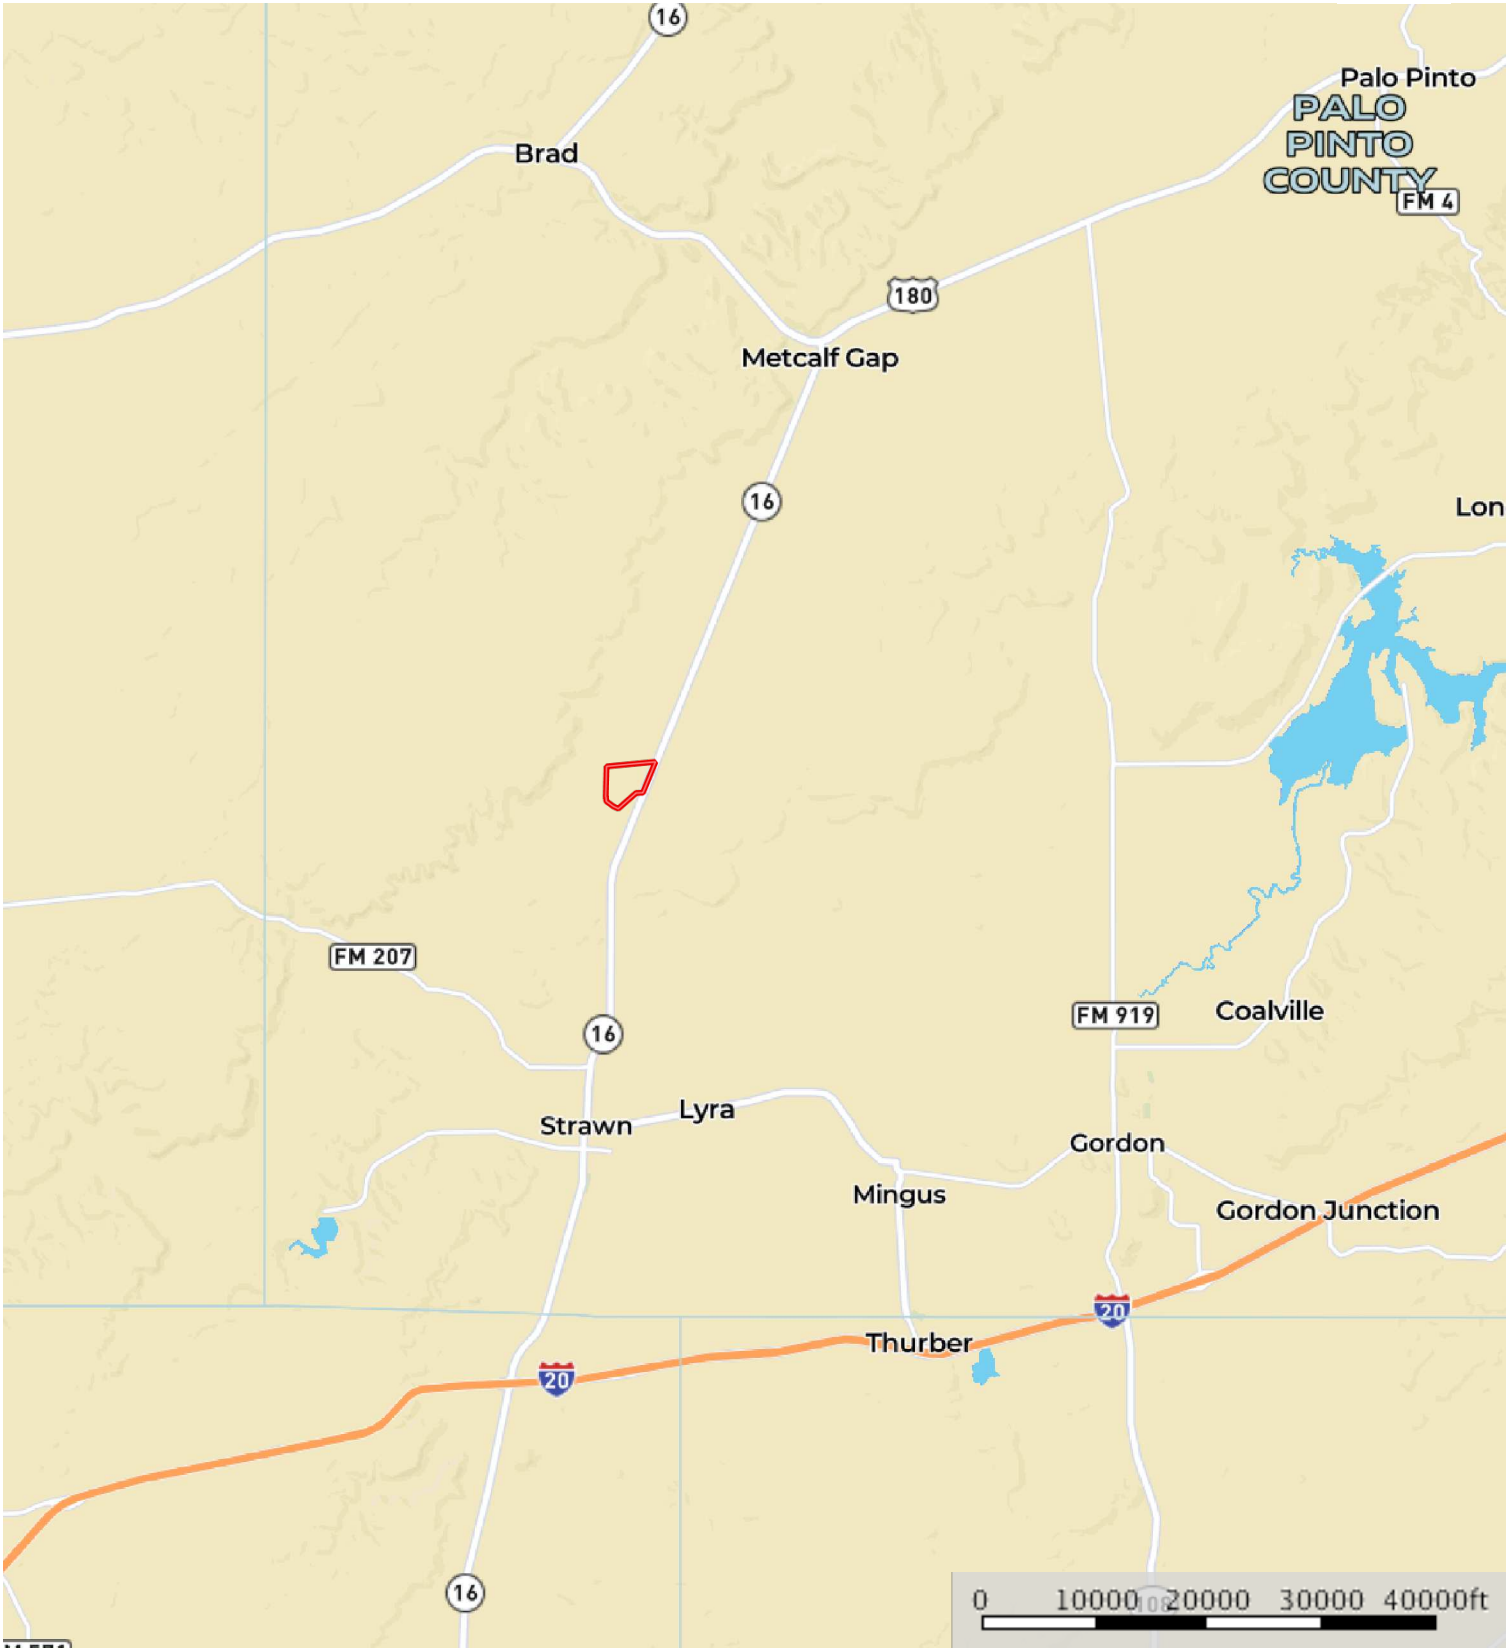 16
Palo Pinto
PALO
PINTO
COUNTY
Brad
FM 4
180
Metcalf Gap
16
Lon
FM 207
16
FM 919
Coalville
Lyra
Strawn
Gordon
Mingus
Gordon Junction
20
Thurber
20
16
0 10000 20000 30000 40000ft
108